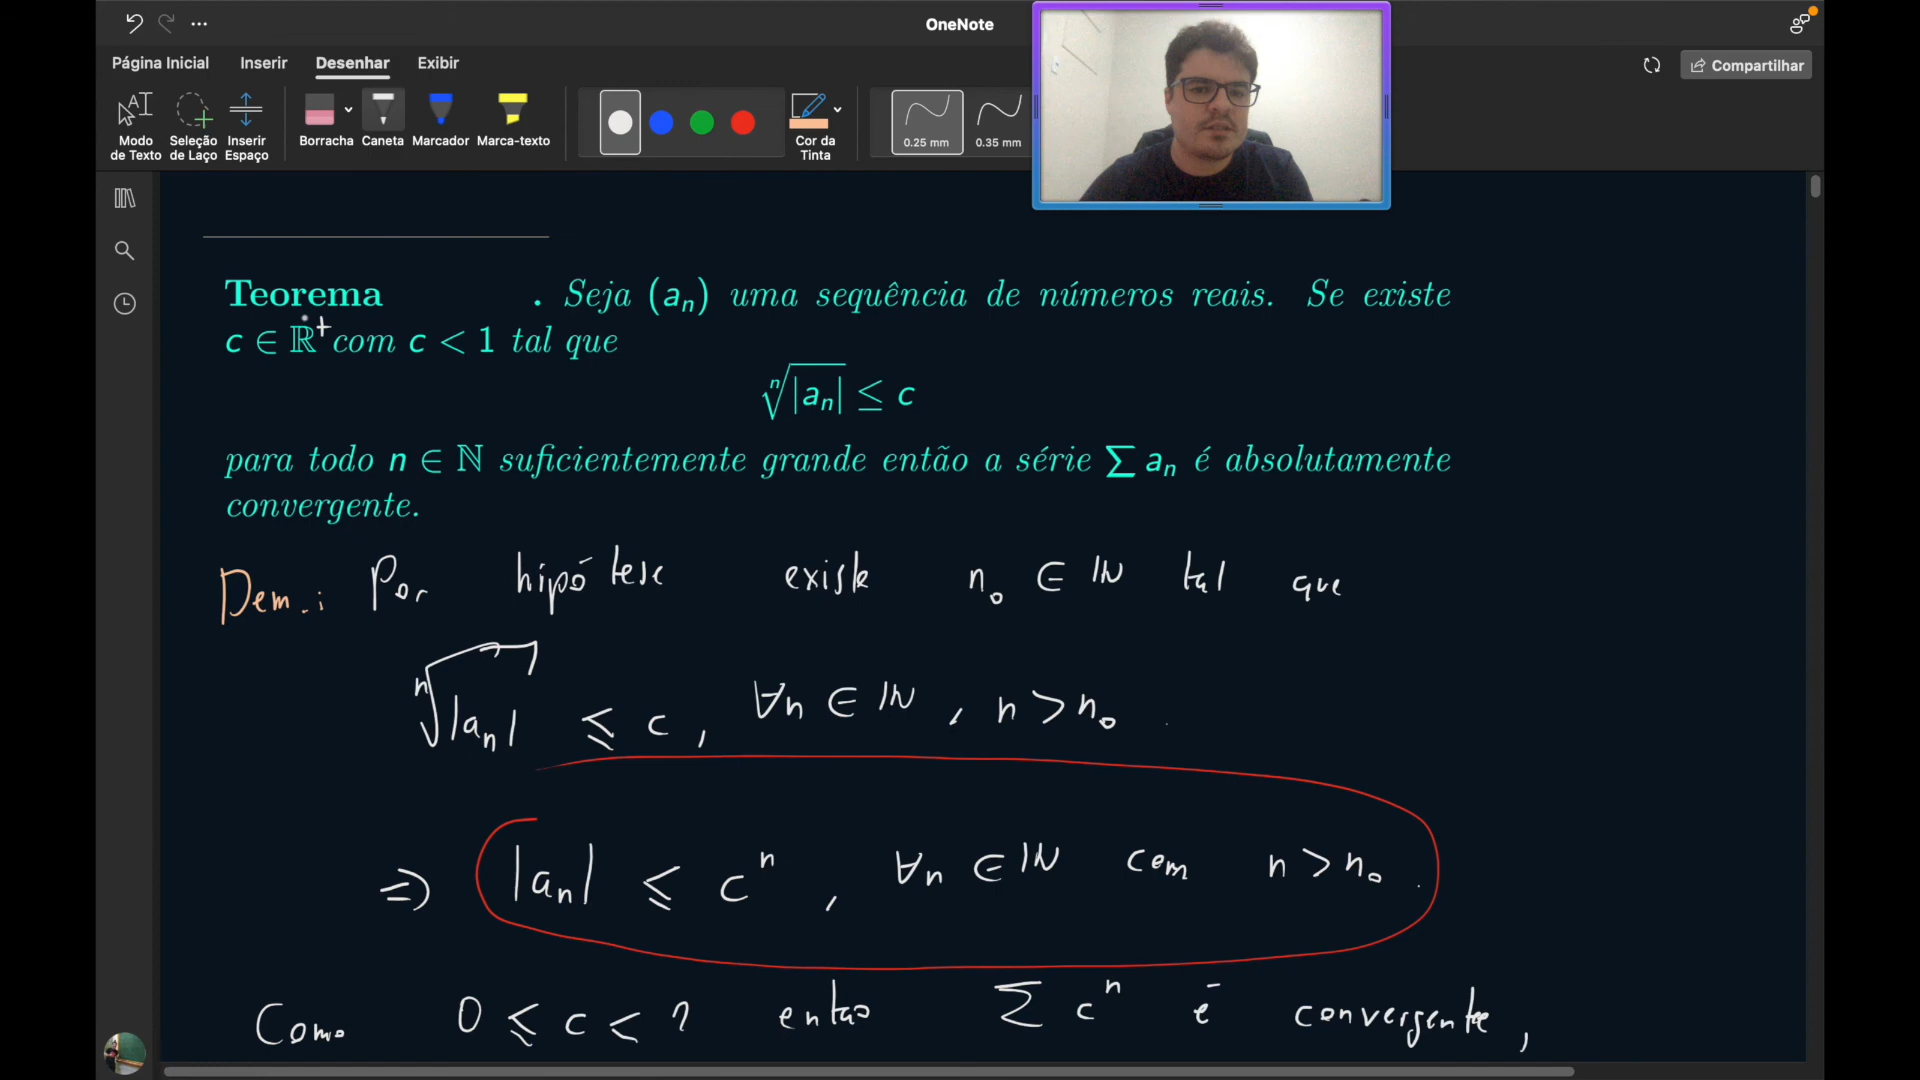 OneNote
Página Inicial Inserir Desenhar Exibir
Compartilhar
Modo de Texto
Seleção de Laço
Inserir Espaço
Borracha
Caneta
Marcador
Marca-texto
Cor da Tinta
0.25 mm
0.35 mm
Teorema . Seja (aₙ) uma sequência de números reais. Se existe
c ∈ ℝ⁺ com c < 1 tal que
ⁿ√|aₙ| ≤ c
para todo n ∈ ℕ suficientemente grande então a série ∑ aₙ é absolutamente
convergente.
Dem.: Por hipótese existe n₀ ∈ ℕ tal que
ⁿ√|aₙ| ≤ c, ∀n ∈ ℕ, n > n₀.
⇒ |aₙ| ≤ cⁿ, ∀n ∈ ℕ com n > n₀.
Como 0 ≤ c < 1 então ∑ cⁿ é convergente,